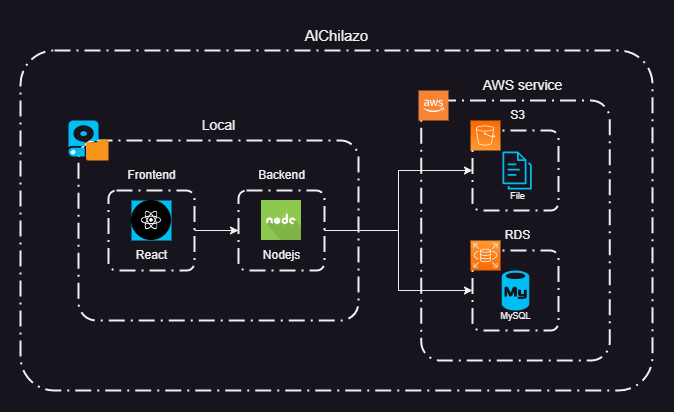 AIChilazo
AWS service
aws
S3
Local
Frontend
Backend
File
node
React
Nodejs
RDS
My
MySQL